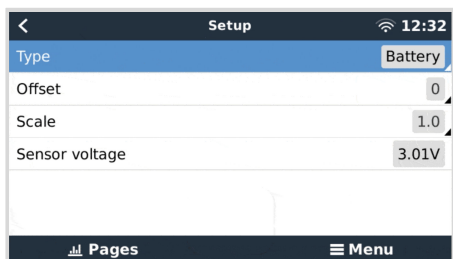 Setup 12:32
Type Battery
Offset 0
Scale 1.0
Sensor voltage 3.01V
Pages Menu